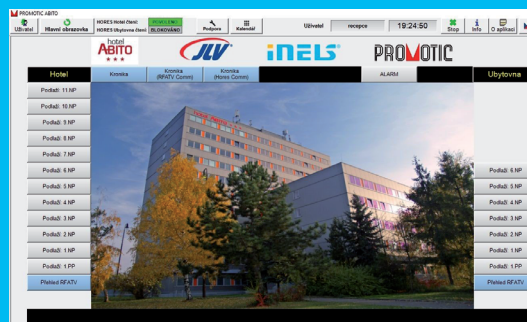 PROMOTIC ABITO
Uživatel
Hlavní obrazovka
HORES Hotel čtení:
HORES Ubytovna čtení:
BLOKOVÁNO
Podpora
Kalendář
Uživatel
recepce
19:24:50
Stop
Info
O aplikaci
hotel
ABITO
JLV
iNELS
PROMOTIC
Hotel
Kronika
Kronika
(RFATV Comm)
Kronika
(Hores Comm)
ALARM
Ubytovna
Podlaží: 11.NP
Podlaží: 10.NP
Podlaží: 9.NP
Podlaží: 8.NP
Podlaží: 7.NP
Podlaží: 6.NP
Podlaží: 5.NP
Podlaží: 4.NP
Podlaží: 3.NP
Podlaží: 2.NP
Podlaží: 1.NP
Podlaží: 1.PP
Přehled RFATV
Podlaží: 6.NP
Podlaží: 5.NP
Podlaží: 4.NP
Podlaží: 3.NP
Podlaží: 2.NP
Podlaží: 1.NP
Podlaží: 1.PP
Přehled RFATV